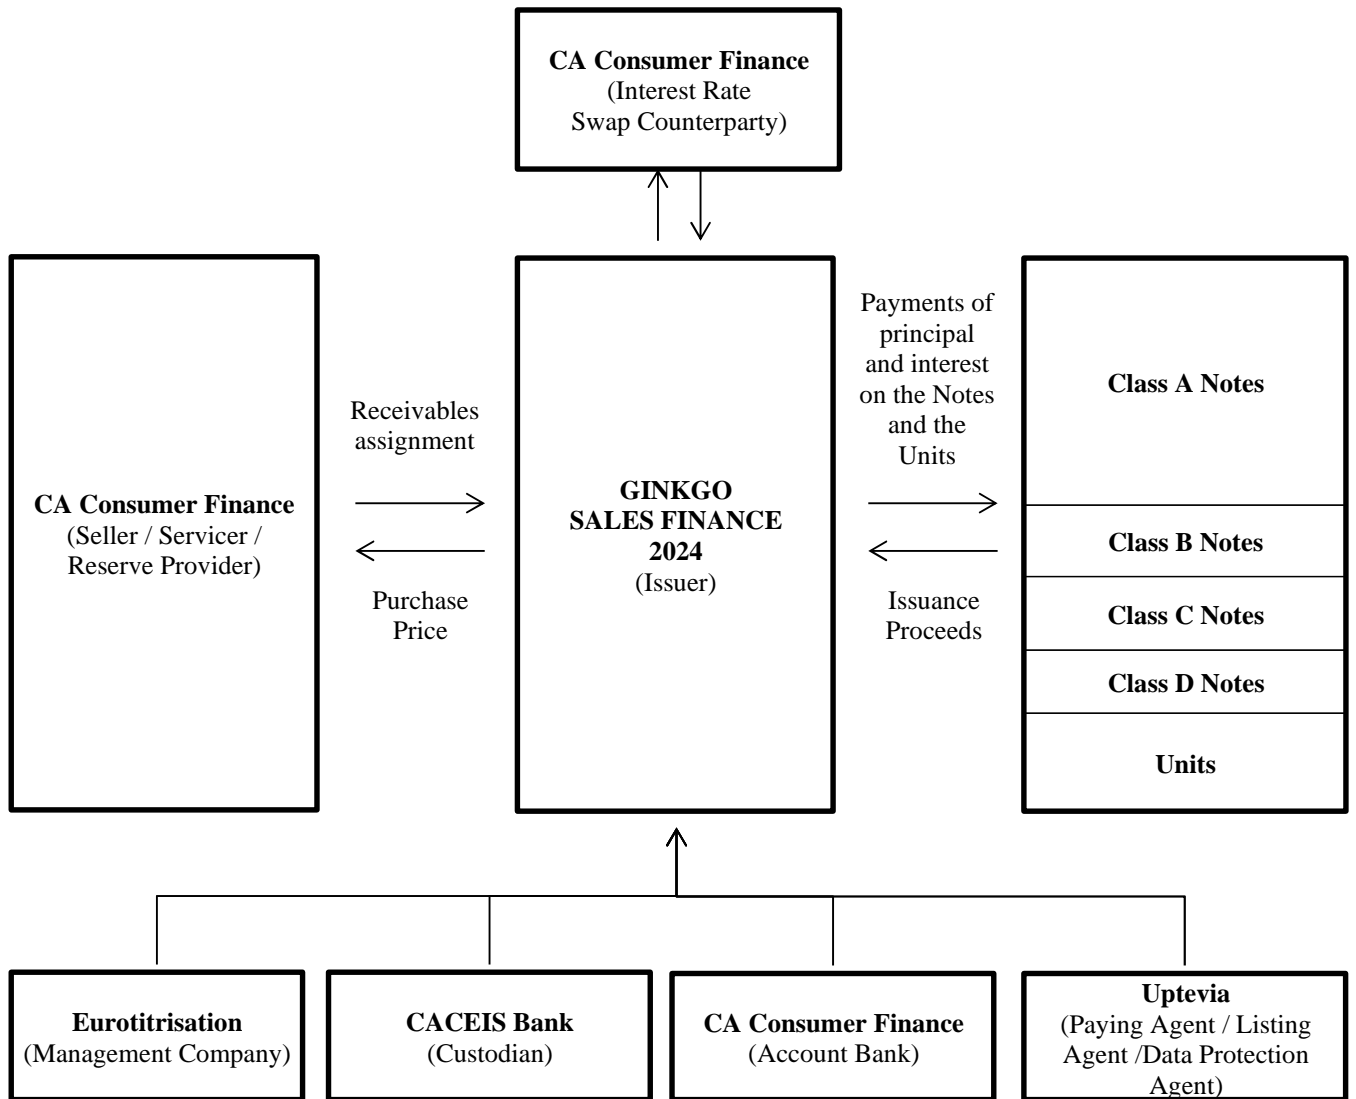 CA Consumer Finance
(Interest Rate
Swap Counterparty)
CA Consumer Finance
(Seller / Servicer /
Reserve Provider)
Receivables
assignment
Purchase
Price
GINKGO
SALES FINANCE
2024
(Issuer)
Payments of
principal
and interest
on the Notes
and the
Units
Issuance
Proceeds
Class A Notes
Class B Notes
Class C Notes
Class D Notes
Units
Eurotitrisation
(Management Company)
CACEIS Bank
(Custodian)
CA Consumer Finance
(Account Bank)
Uptevia
(Paying Agent / Listing
Agent /Data Protection
Agent)